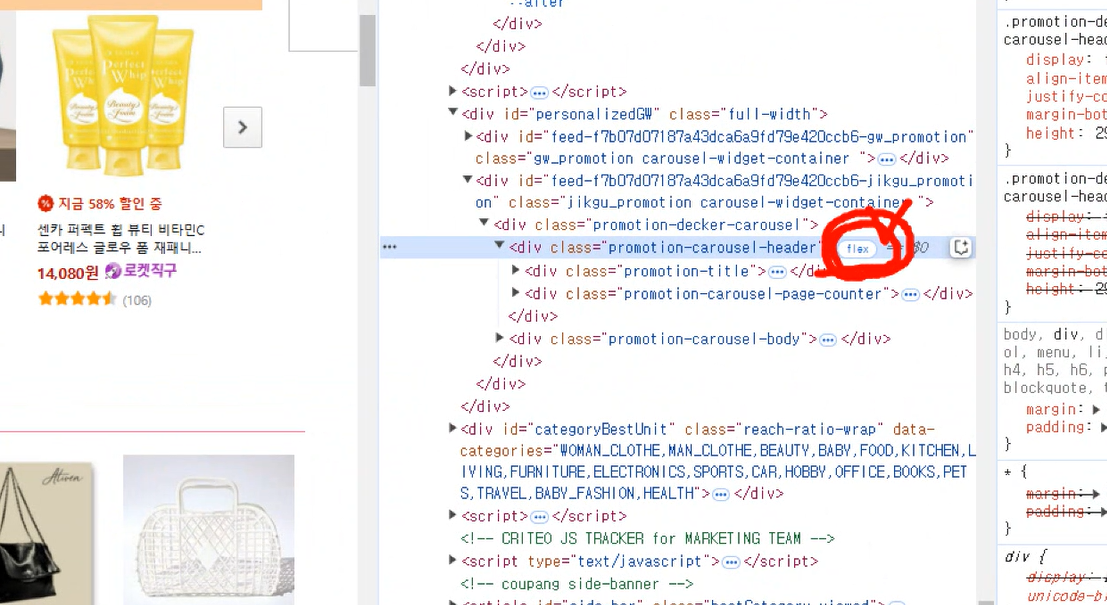 Perfect
Whip
Beauty
Foam
지금 58% 할인 중
센카 퍼펙트 휩 뷰티 비타민C
포어레스 글로우 폼 재패니...
14,080원 로켓직구
(106)
Ativen
::after
</div>
</div>
</div>
<script>…</script>
<div id="personalizedGW" class="full-width">
<div id="feed-f7b07d07187a43dca6a9fd79e420ccb6-gw_promotion"
class="gw_promotion carousel-widget-container ">…</div>
<div id="feed-f7b07d07187a43dca6a9fd79e420ccb6-jikgu_promoti
on" class="jikgu_promotion carousel-widget-container ">
<div class="promotion-decker-carousel">
<div class="promotion-carousel-header" flex == $0
<div class="promotion-title">…</di
<div class="promotion-carousel-page-counter">…</div>
</div>
<div class="promotion-carousel-body">…</div>
</div>
</div>
</div>
<div id="categoryBestUnit" class="reach-ratio-wrap" data-
categories="WOMAN_CLOTHE,MAN_CLOTHE,BEAUTY,BABY,FOOD,KITCHEN,L
IVING,FURNITURE,ELECTRONICS,SPORTS,CAR,HOBBY,OFFICE,BOOKS,PET
S,TRAVEL,BABY_FASHION,HEALTH">…</div>
<script>…</script>
<!-- CRITEO JS TRACKER for MARKETING TEAM -->
<script type="text/javascript">…</script>
<!-- coupang side-banner -->
.promotion-de
carousel-head
display:
align-item
justify-co
margin-bot
height: 29
}
.promotion-de
carousel-head
display:
align-item
justify-co
margin-bot
height: 29
}
body, div, d
ol, menu, li,
h4, h5, h6, p
blockquote, t
margin:
padding:
}
* {
margin:
padding:
}
div {
display:
unicode-b